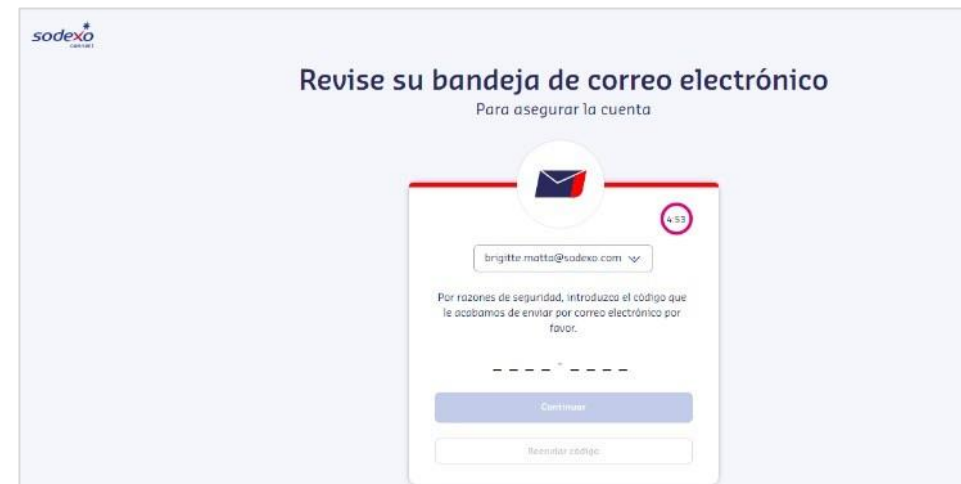 sodexo
connect
Revise su bandeja de correo electrónico
Para asegurar la cuenta
4:53
brigitte.matta@sodexo.com
Por razones de seguridad, introduzca el código que
le acabamos de enviar por correo electrónico por
favor.
_ _ _ _ - _ _ _ _
Continuar
Reenviar código